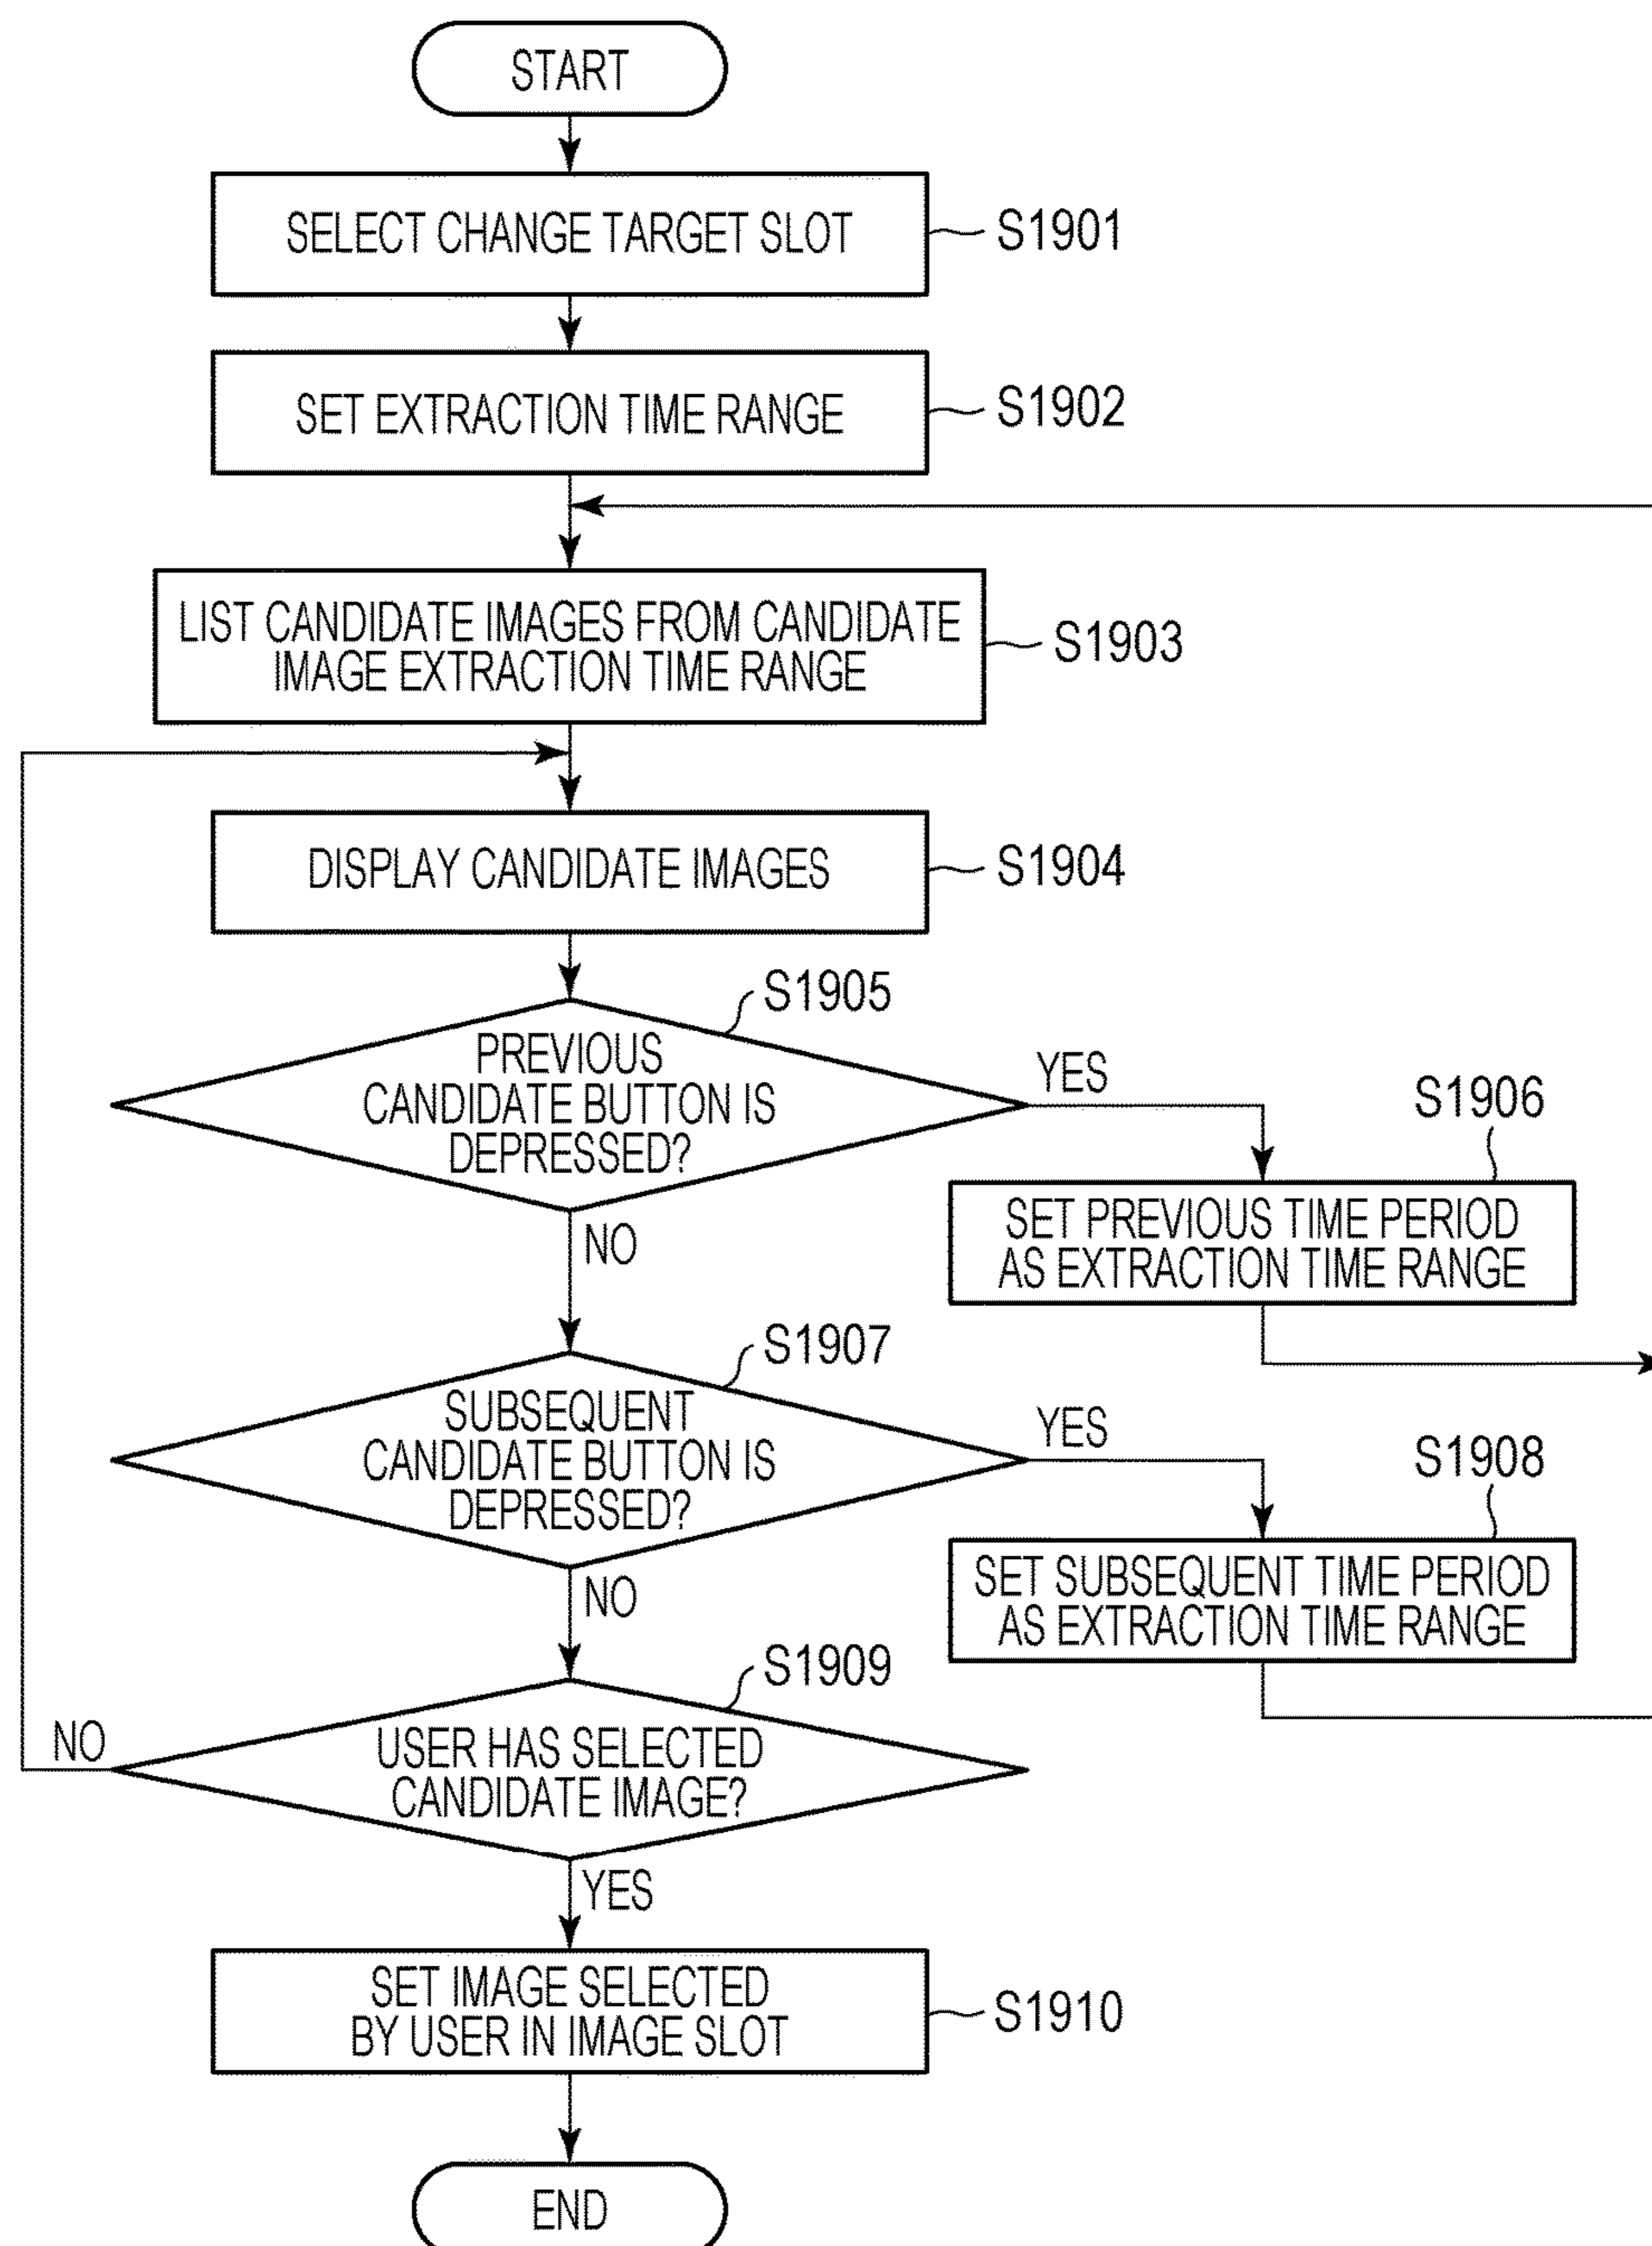 START
SELECT CHANGE TARGET SLOT
S1901
SET EXTRACTION TIME RANGE
S1902
LIST CANDIDATE IMAGES FROM CANDIDATE
IMAGE EXTRACTION TIME RANGE
S1903
DISPLAY CANDIDATE IMAGES
S1904
S1905
PREVIOUS
CANDIDATE BUTTON IS
DEPRESSED?
YES
NO
S1906
SET PREVIOUS TIME PERIOD
AS EXTRACTION TIME RANGE
S1907
SUBSEQUENT
CANDIDATE BUTTON IS
DEPRESSED?
YES
NO
S1908
SET SUBSEQUENT TIME PERIOD
AS EXTRACTION TIME RANGE
S1909
USER HAS SELECTED
CANDIDATE IMAGE?
NO
YES
SET IMAGE SELECTED
BY USER IN IMAGE SLOT
S1910
END